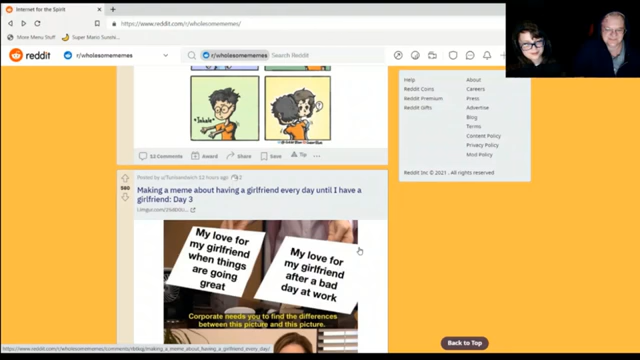 Internet for the Spirit
https://www.reddit.com/r/wholesomememes/
More Menu Stuff
reddit
r/wholesomememes
r/wholesomememes
Search Reddit
*Inhale*
52 Comments
Award
Share
Save
Tip
560
Making a meme about having a girlfriend every day until I have a
girlfriend: Day 3
My love for
my girlfriend
when things
are going
great
My love for
my girlfriend
after a bad
day at work
Corporate needs you to find the differences
between this picture and this picture.
Help
Reddit Coins
Reddit Premium
Reddit Gifts
About
Careers
Press
Advertise
Blog
Terms
Content Policy
Privacy Policy
Mod Policy
Reddit Inc © 2021 . All rights reserved
Back to Top